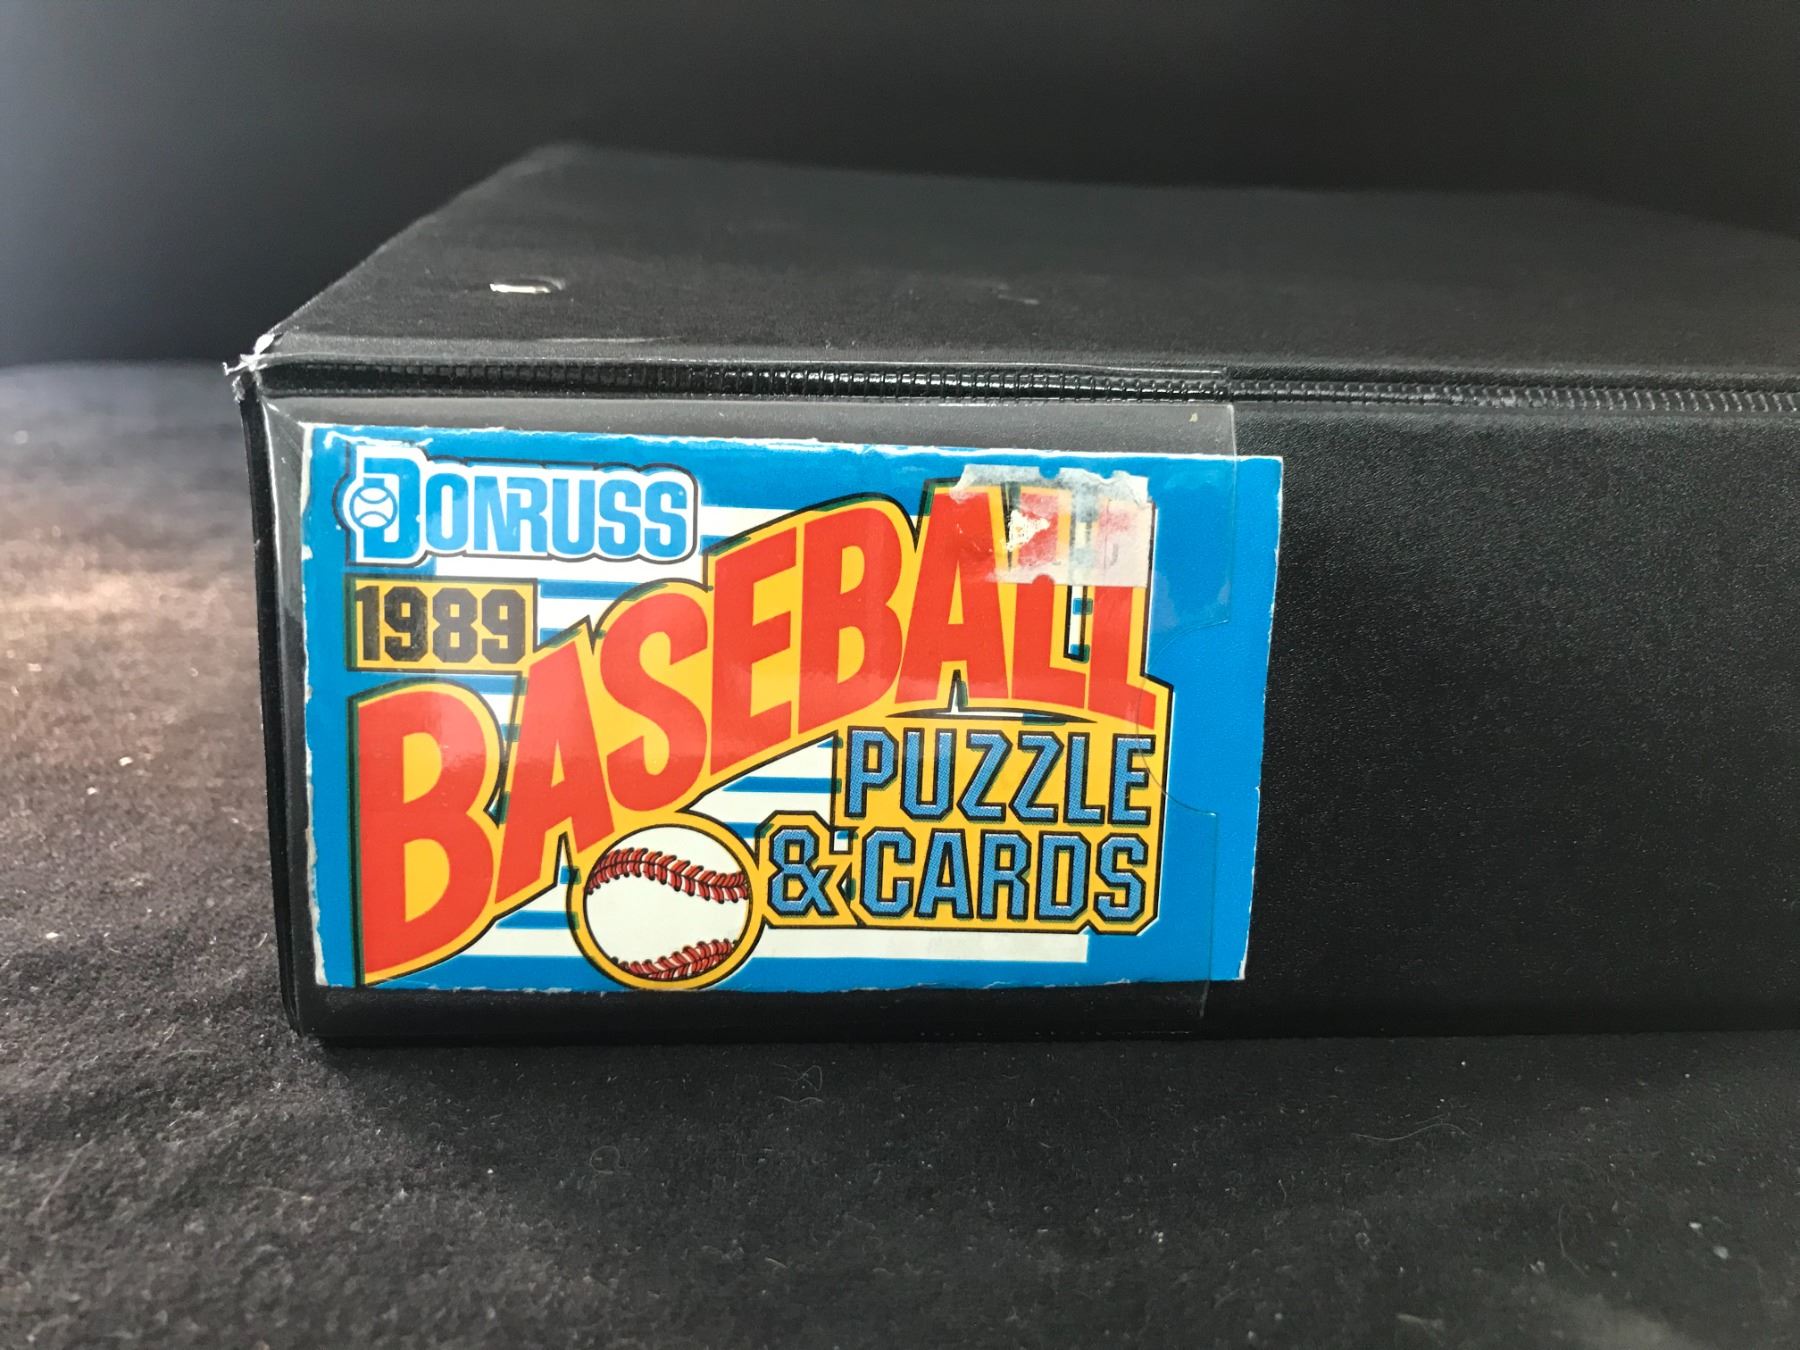 DONRUSS
1989
BASEBALL
PUZZLE
& CARDS